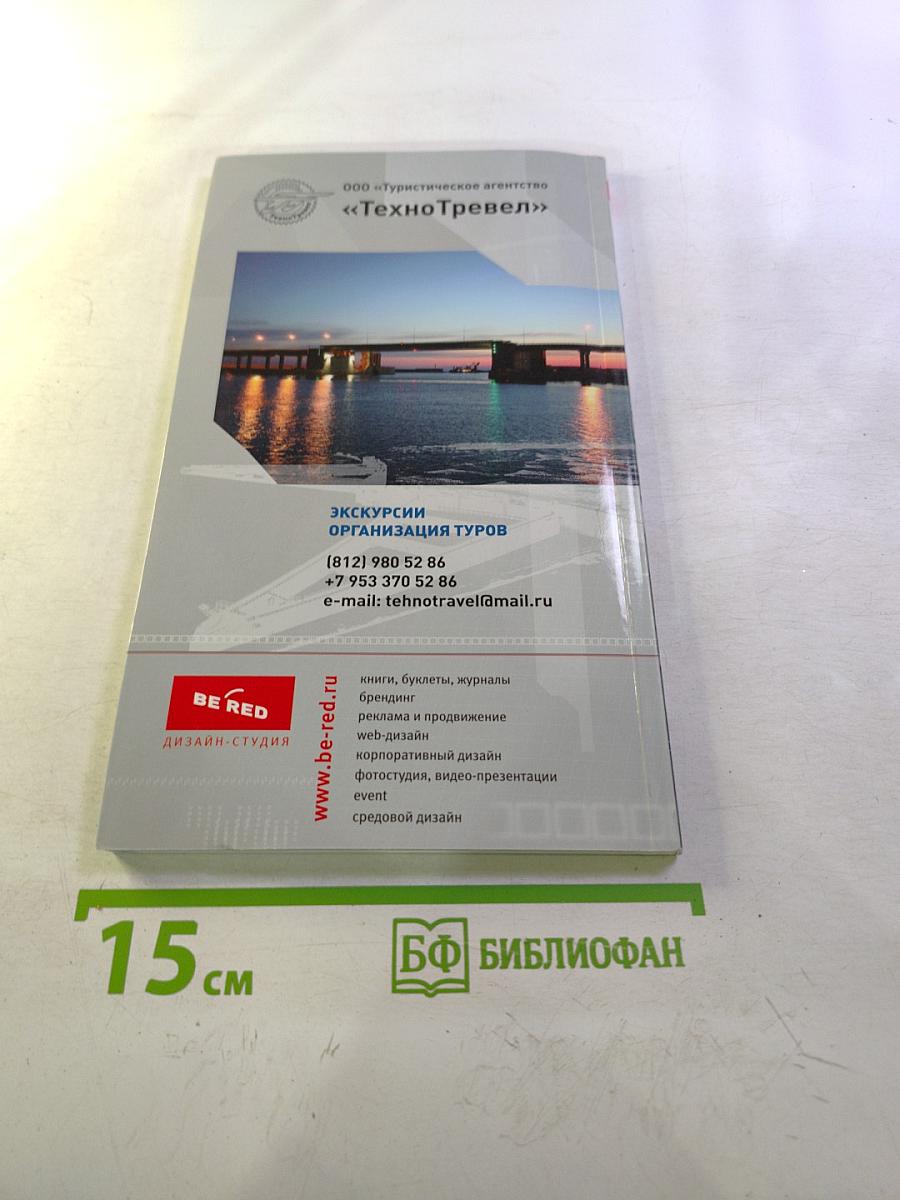 ООО «Туристическое агентство
«ТехноТревел»
ЭКСКУРСИИ
ОРГАНИЗАЦИЯ ТУРОВ
(812) 980 52 86
+7 953 370 52 86
e-mail: tehnotravel@mail.ru
BE RED
ДИЗАЙН-СТУДИЯ
www.be-red.ru
книги, буклеты, журналы
брендинг
реклама и продвижение
web-дизайн
корпоративный дизайн
фотостудия, видео-презентации
event
средовой дизайн
15 см
БФ БИБЛИОФАН